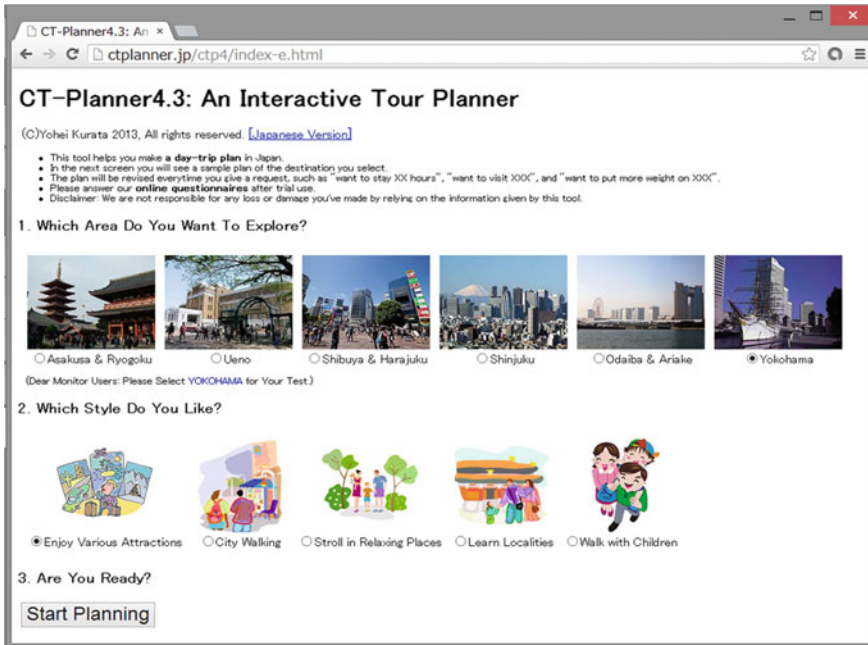 CT-Planner4.3: An
ctplanner.jp/ctp4/index-e.html
CT-Planner4.3: An Interactive Tour Planner
(C)Yohei Kurata 2013, All rights reserved. [Japanese Version]
This tool helps you make a day-trip plan in Japan.
In the next screen you will see a sample plan of the destination you select.
The plan will be revised everytime you give a request, such as "want to stay XX hours", "want to visit XXX", and "want to put more weight on XXX".
Please answer our online questionnaires after trial use.
Disclaimer: We are not responsible for any loss or damage you've made by relying on the information given by this tool.
1. Which Area Do You Want To Explore?
Asakusa & Ryogoku Ueno Shibuya & Harajuku Shinjuku Odaiba & Ariake Yokohama
(Dear Monitor Users: Please Select YOKOHAMA for Your Test.)
2. Which Style Do You Like?
Enjoy Various Attractions City Walking Stroll in Relaxing Places Learn Localities Walk with Children
3. Are You Ready?
Start Planning